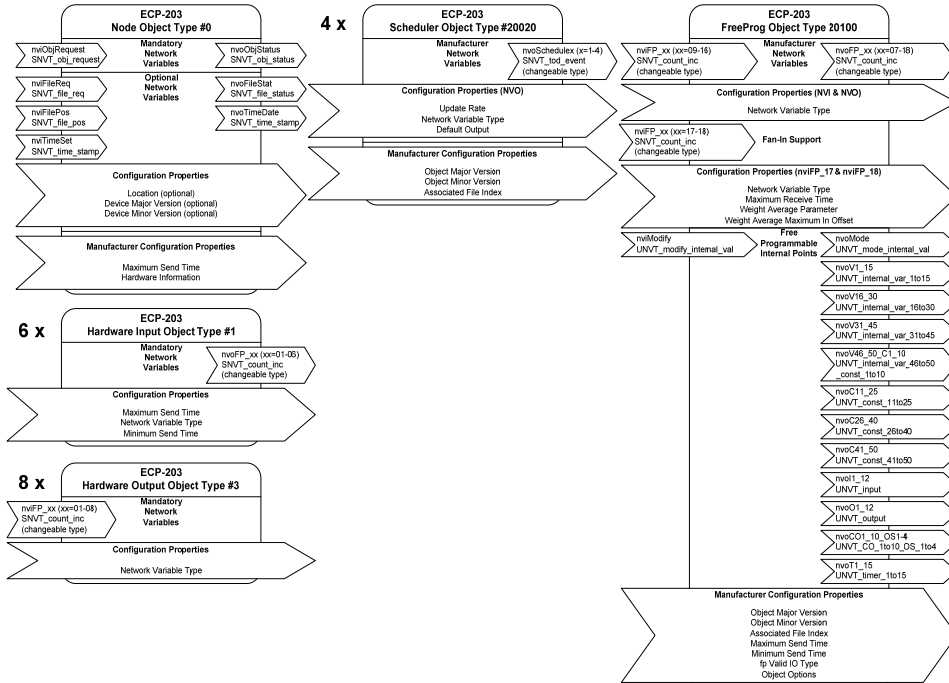 ECP-203
Node Object Type #0
Mandatory
Network
Variables
nviObjRequest
SNVT_obj_request
nvoObjStatus
SNVT_obj_status
Optional
Network
Variables
nviFileReq
SNVT_file_req
nvoFileStat
SNVT_file_status
nviFilePos
SNVT_file_pos
nvoTimeDate
SNVT_time_stamp
nviTimeSet
SNVT_time_stamp
Configuration Properties
Location (optional)
Device Major Version (optional)
Device Minor Version (optional)
Manufacturer Configuration Properties
Maximum Send Time
Hardware Information
6 x
ECP-203
Hardware Input Object Type #1
Mandatory
Network
Variables
nvoFP_xx (xx=01-06)
SNVT_count_inc
(changeable type)
Configuration Properties
Maximum Send Time
Network Variable Type
Minimum Send Time
8 x
ECP-203
Hardware Output Object Type #3
Mandatory
Network
Variables
nviFP_xx (xx=01-08)
SNVT_count_inc
(changeable type)
Configuration Properties
Network Variable Type
4 x
ECP-203
Scheduler Object Type #20020
Manufacturer
Network
Variables
nvoSchedulex (x=1-4)
SNVT_tod_event
(changeable type)
Configuration Properties (NVO)
Update Rate
Network Variable Type
Default Output
Manufacturer Configuration Properties
Object Major Version
Object Minor Version
Associated File Index
ECP-203
FreeProg Object Type 20100
Manufacturer
Network
Variables
nviFP_xx (xx=09-16)
SNVT_count_inc
(changeable type)
nvoFP_xx (xx=07-18)
SNVT_count_inc
(changeable type)
Configuration Properties (NVI & NVO)
Network Variable Type
nviFP_xx (xx=17-18)
SNVT_count_inc
(changeable type)
Fan-In Support
Configuration Properties (nviFP_17 & nviFP_18)
Network Variable Type
Maximum Receive Time
Weight Average Parameter
Weight Average Maximum In Offset
nviModify
UNVT_modify_internal_val
Free
Programmable
Internal Points
nvoMode
UNVT_mode_internal_val
nvoV1_15
UNVT_internal_var_1to15
nvoV16_30
UNVT_internal_var_16to30
nvoV31_45
UNVT_internal_var_31to45
nvoV46_50_C1_10
UNVT_internal_var_46to50
_const_1to10
nvoC11_25
UNVT_const_11to25
nvoC26_40
UNVT_const_26to40
nvoC41_50
UNVT_const_41to50
nvoI1_12
UNVT_input
nvoO1_12
UNVT_output
nvoCO1_10_OS1-4
UNVT_CO_1to10_OS_1to4
nvoT1_15
UNVT_timer_1to15
Manufacturer Configuration Properties
Object Major Version
Object Minor Version
Associated File Index
Maximum Send Time
Minimum Send Time
fp Valid IO Type
Object Options